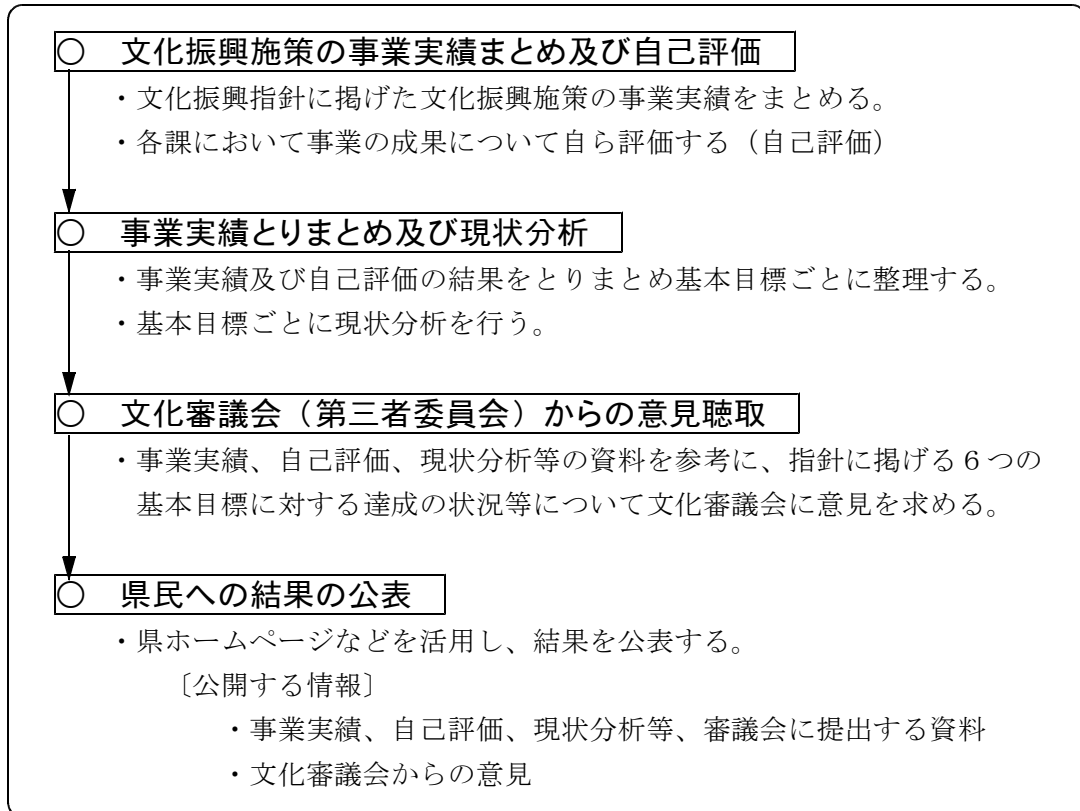 ○　文化振興施策の事業実績まとめ及び自己評価
・文化振興指針に掲げた文化振興施策の事業実績をまとめる。
・各課において事業の成果について自ら評価する（自己評価）
○　事業実績とりまとめ及び現状分析
・事業実績及び自己評価の結果をとりまとめ基本目標ごとに整理する。
・基本目標ごとに現状分析を行う。
○　文化審議会（第三者委員会）からの意見聴取
・事業実績、自己評価、現状分析等の資料を参考に、指針に掲げる６つの
基本目標に対する達成の状況等について文化審議会に意見を求める。
○　県民への結果の公表
・県ホームページなどを活用し、結果を公表する。
〔公開する情報〕
・事業実績、自己評価、現状分析等、審議会に提出する資料
・文化審議会からの意見